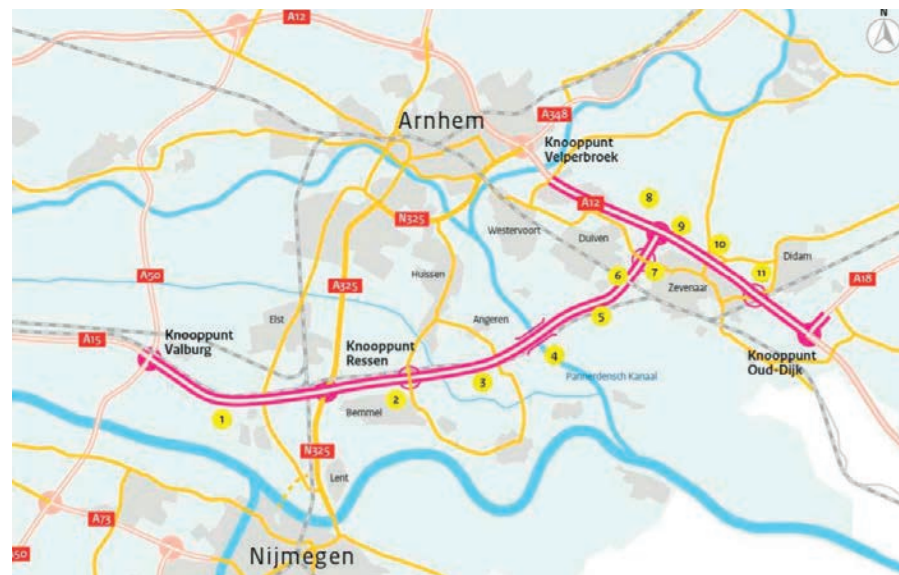 A12
N
A348
Arnhem
Knooppunt
Velperbroek
8
A12
N325
9
Westervoort
Duiven
10
Didam
Huissen
11
A50
6
7
A18
A325
Zevenaar
Elst
Angeren
5
A15
Knooppunt
Valburg
Knooppunt
Ressen
4
Knooppunt
Oud-Dijk
3
Pannerdensch Kanaal
2
1
Bemmel
N325
Lent
A73
A50
Nijmegen